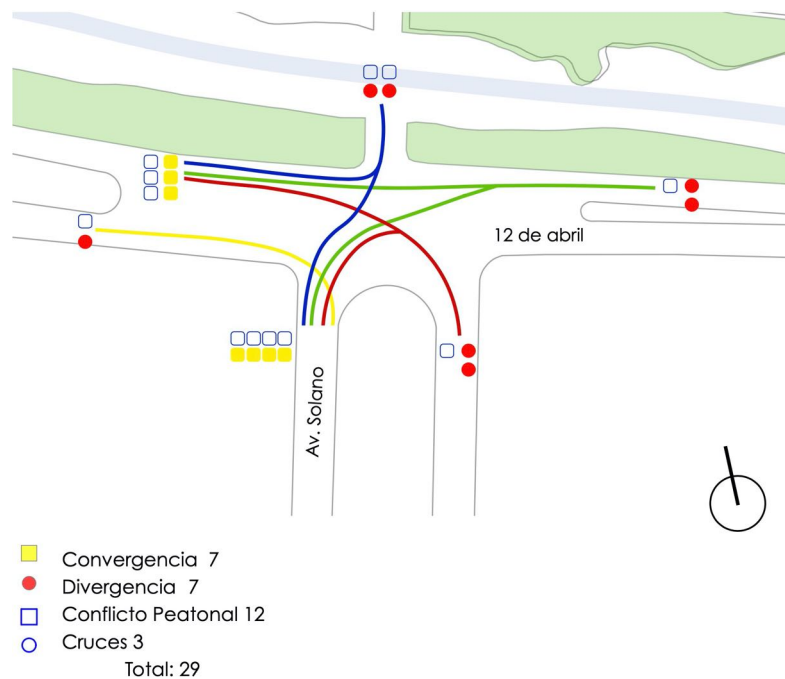 12 de abril
Av. Solano
Convergencia 7
Divergencia 7
Conflicto Peatonal 12
Cruces 3
Total: 29